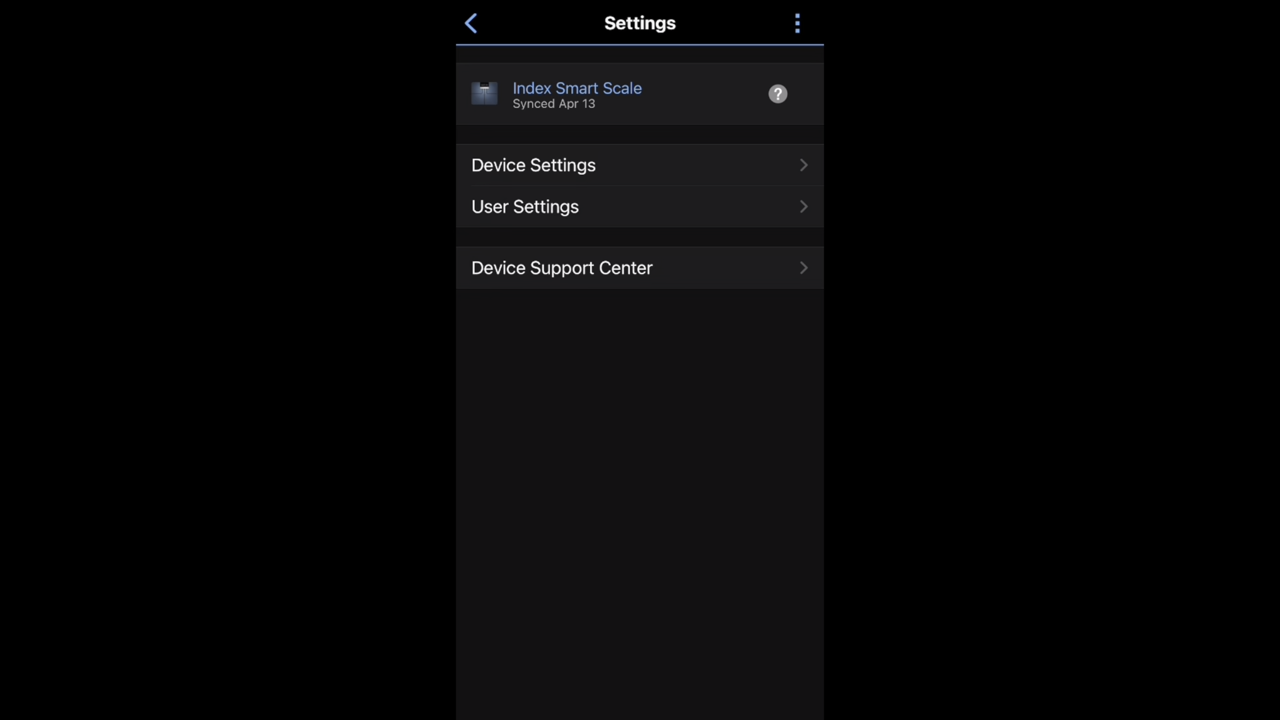 Settings
Index Smart Scale
Synced Apr 13
?
Device Settings
User Settings
Device Support Center